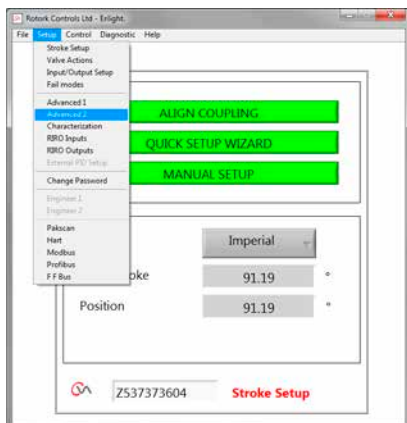 Rotork Controls Ltd - Enlight.
File Setup Control Diagnostic Help
Stroke Setup
Valve Actions
Input/Output Setup
Fail modes
Advanced 1
Advanced 2
Characterization
RIRO Inputs
RIRO Outputs
External PID Setup
Change Password
Engineer 1
Engineer 2
Pakscan
Hart
Modbus
Profibus
F F Bus
ALIGN COUPLING
QUICK SETUP WIZARD
MANUAL SETUP
Imperial
oke 91.19 °
Position 91.19 °
Z537373604 Stroke Setup